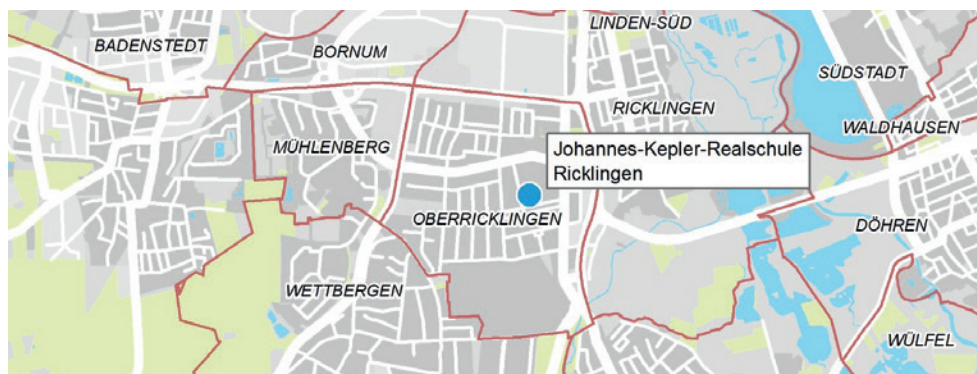 LINDEN-SÜD
BADENSTEDT
BORNUM
SÜDSTADT
RICKLINGEN
WALDHAUSEN
MÜHLENBERG
Johannes-Kepler-Realschule
Ricklingen
OBERRICKLINGEN
DÖHREN
WETTBERGEN
WÜLFEL